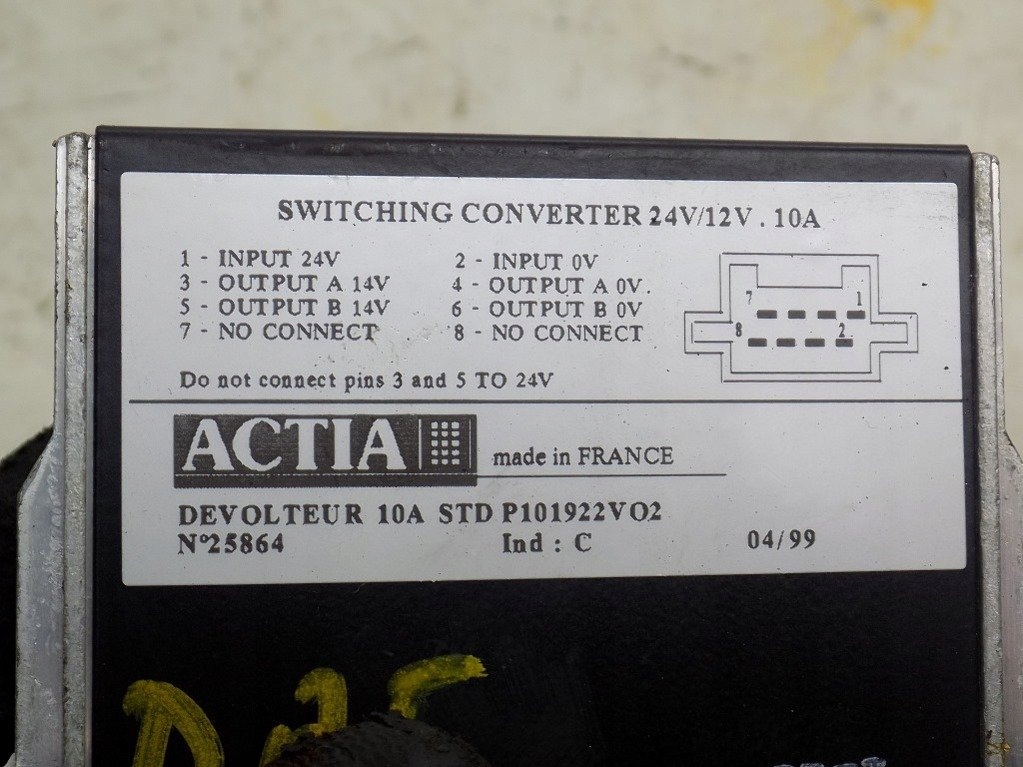 SWITCHING CONVERTER 24V/12V . 10A
1 - INPUT 24V 2 - INPUT 0V
3 - OUTPUT A 14V 4 - OUTPUT A 0V.
5 - OUTPUT B 14V 6 - OUTPUT B 0V
7 - NO CONNECT 8 - NO CONNECT
7 1
8 2
Do not connect pins 3 and 5 TO 24V
ACTIA made in FRANCE
DEVOLTEUR 10A STD P101922VO2
Nº25864 Ind : C 04/99